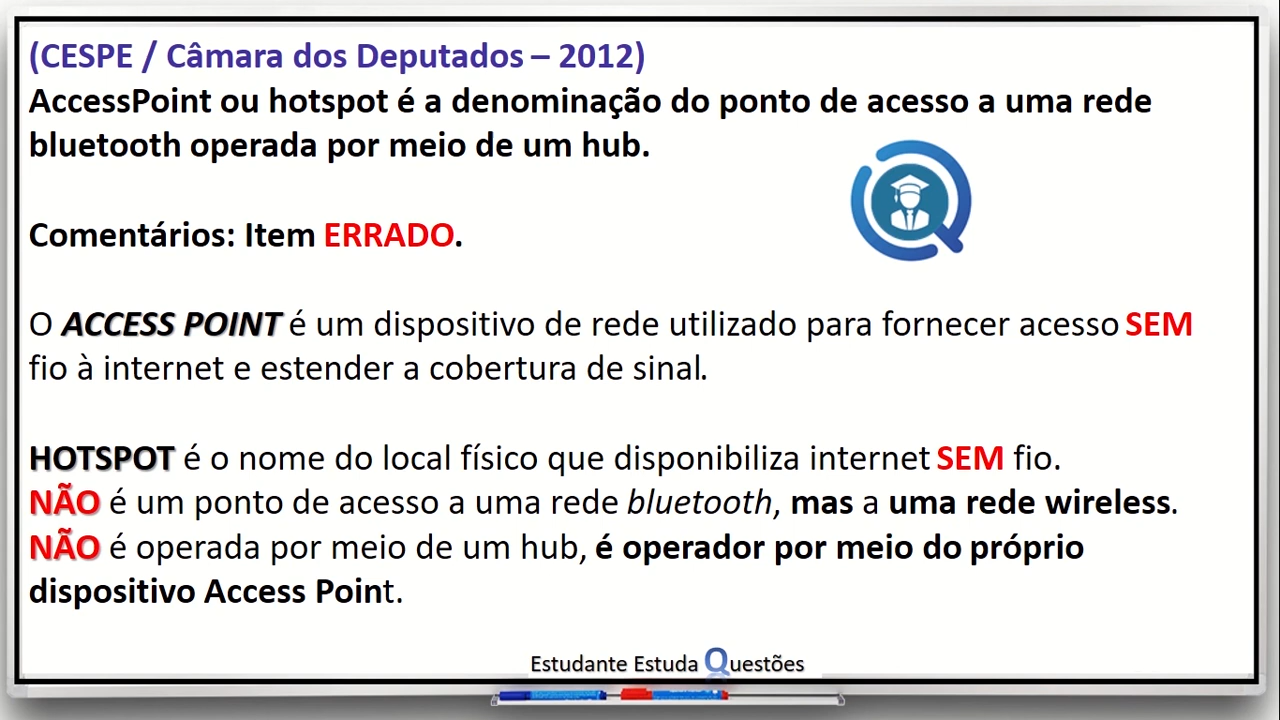 (CESPE / Câmara dos Deputados – 2012)
AccessPoint ou hotspot é a denominação do ponto de acesso a uma rede
bluetooth operada por meio de um hub.
Comentários: Item ERRADO.
O ACCESS POINT é um dispositivo de rede utilizado para fornecer acesso SEM
fio à internet e estender a cobertura de sinal.
HOTSPOT é o nome do local físico que disponibiliza internet SEM fio.
NÃO é um ponto de acesso a uma rede bluetooth, mas a uma rede wireless.
NÃO é operada por meio de um hub, é operador por meio do próprio
dispositivo Access Point.
Estudante Estuda Questões